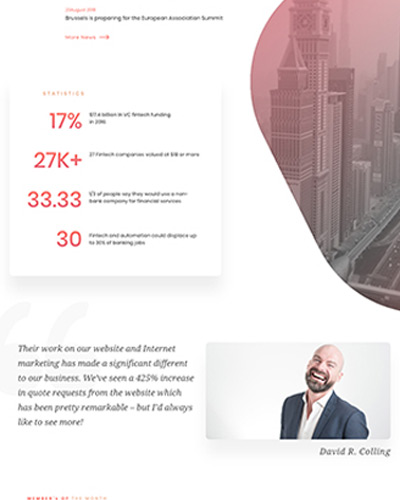 20 August 2018
Brussels is preparing for the European Association Summit
More News
STATISTICS
17%
$17.4 billion in VC fintech funding
in 2016
27K+
27 Fintech companies valued at $1B or more
33.33
1/3 of people say they would use a non-
bank company for financial services
30
Fintech and automation could displace up
to 30% of banking jobs
Their work on our website and Internet
marketing has made a significant different
to our business. We've seen a 425% increase
in quote requests from the website which
has been pretty remarkable – but I'd always
like to see more!
David R. Colling
MEMBER'S OF THE MONTH